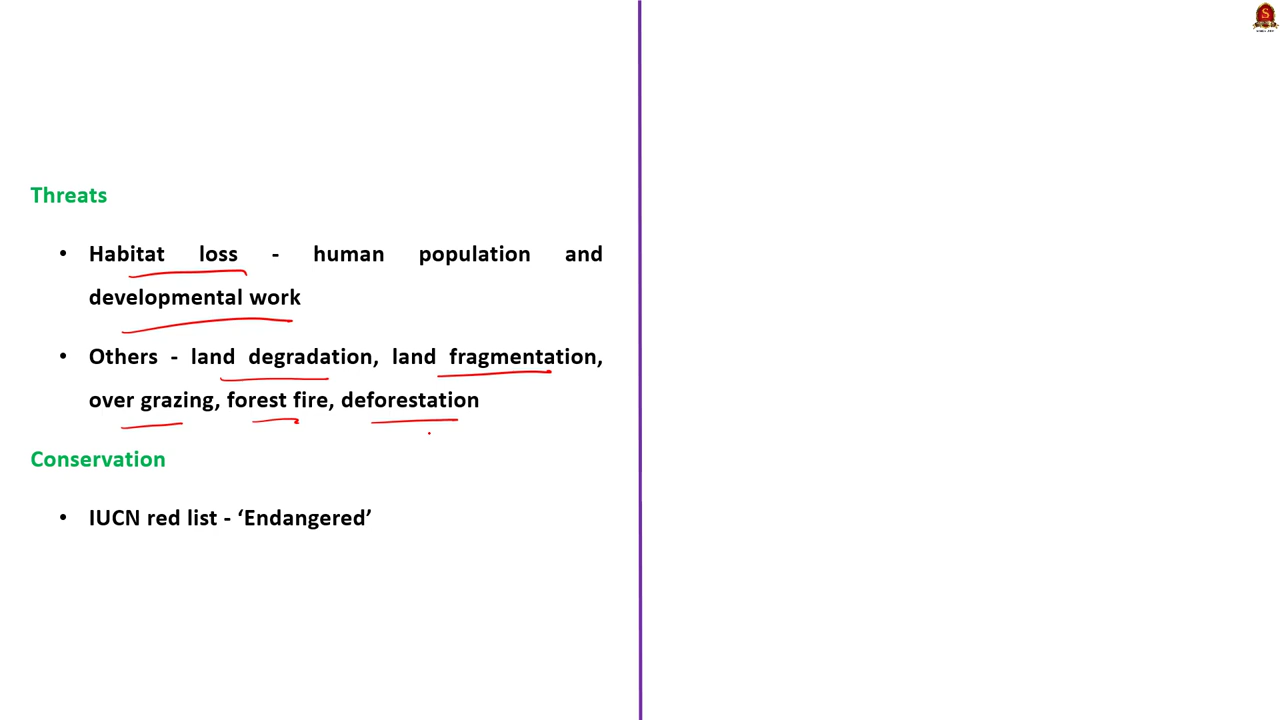 Threats
• Habitat loss - human population and
developmental work
• Others - land degradation, land fragmentation,
over grazing, forest fire, deforestation
Conservation
• IUCN red list - ‘Endangered’
S